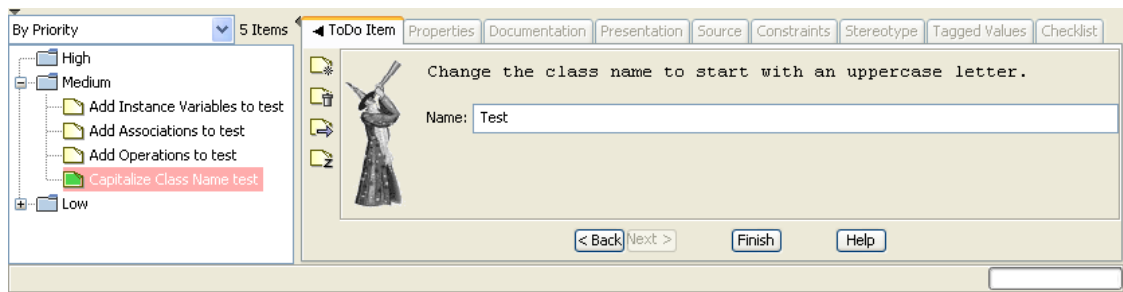 By Priority 5 Items
High
Medium
Add Instance Variables to test
Add Associations to test
Add Operations to test
Capitalize Class Name test
Low
ToDo Item Properties Documentation Presentation Source Constraints Stereotype Tagged Values Checklist
Change the class name to start with an uppercase letter.
Name: Test
< Back Next > Finish Help